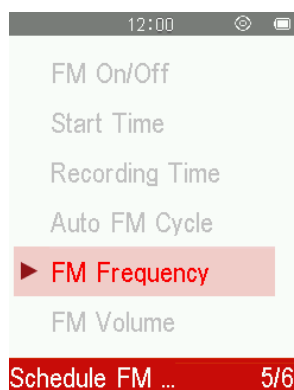 12:00
FM On/Off
Start Time
Recording Time
Auto FM Cycle
FM Frequency
FM Volume
Schedule FM ... 5/6